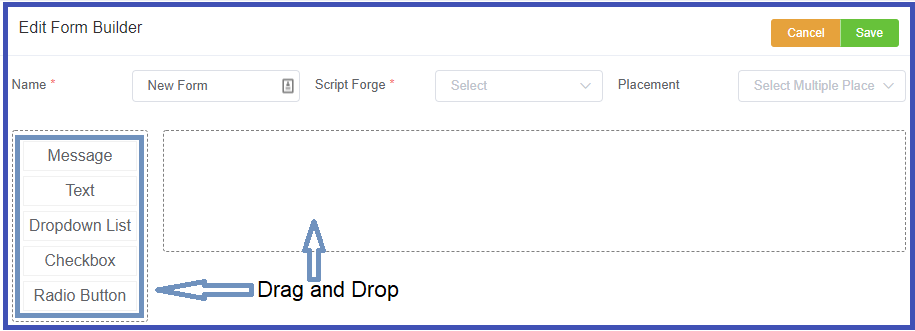 Edit Form Builder
Cancel Save
Name * New Form Script Forge * Select Placement Select Multiple Place
Message
Text
Dropdown List
Checkbox
Radio Button
Drag and Drop